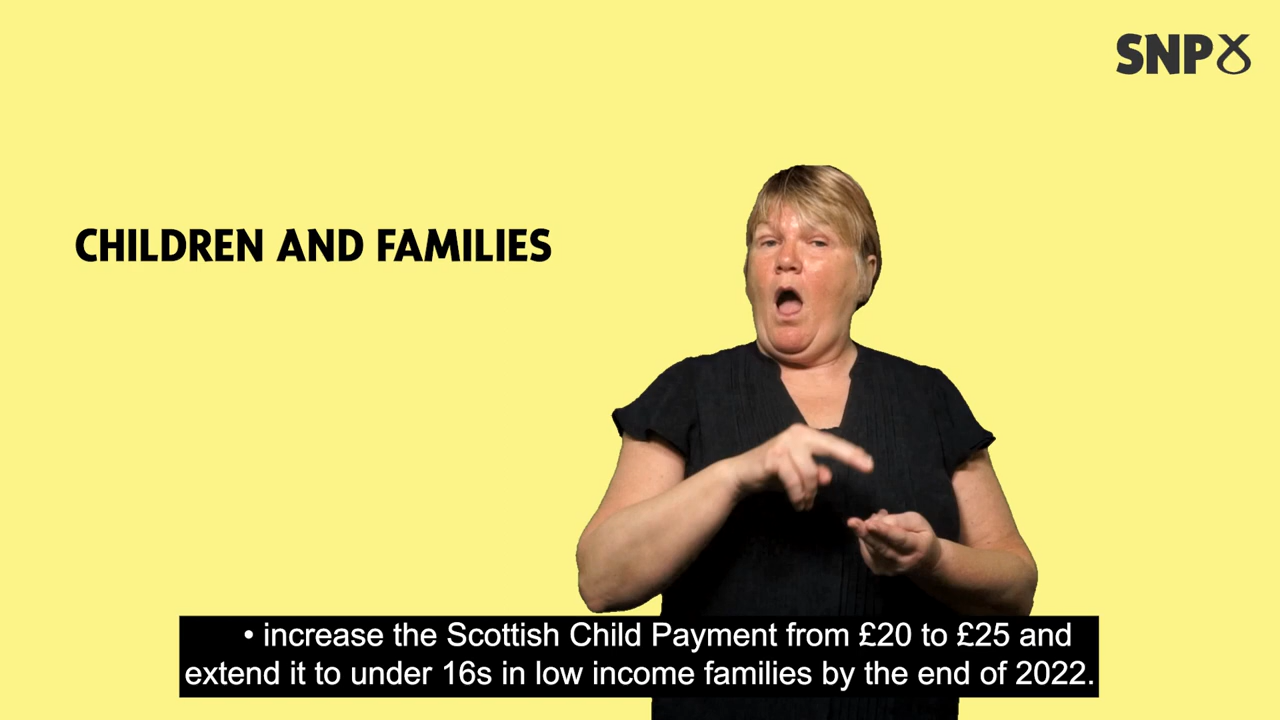 SNP
CHILDREN AND FAMILIES
• increase the Scottish Child Payment from £20 to £25 and
extend it to under 16s in low income families by the end of 2022.